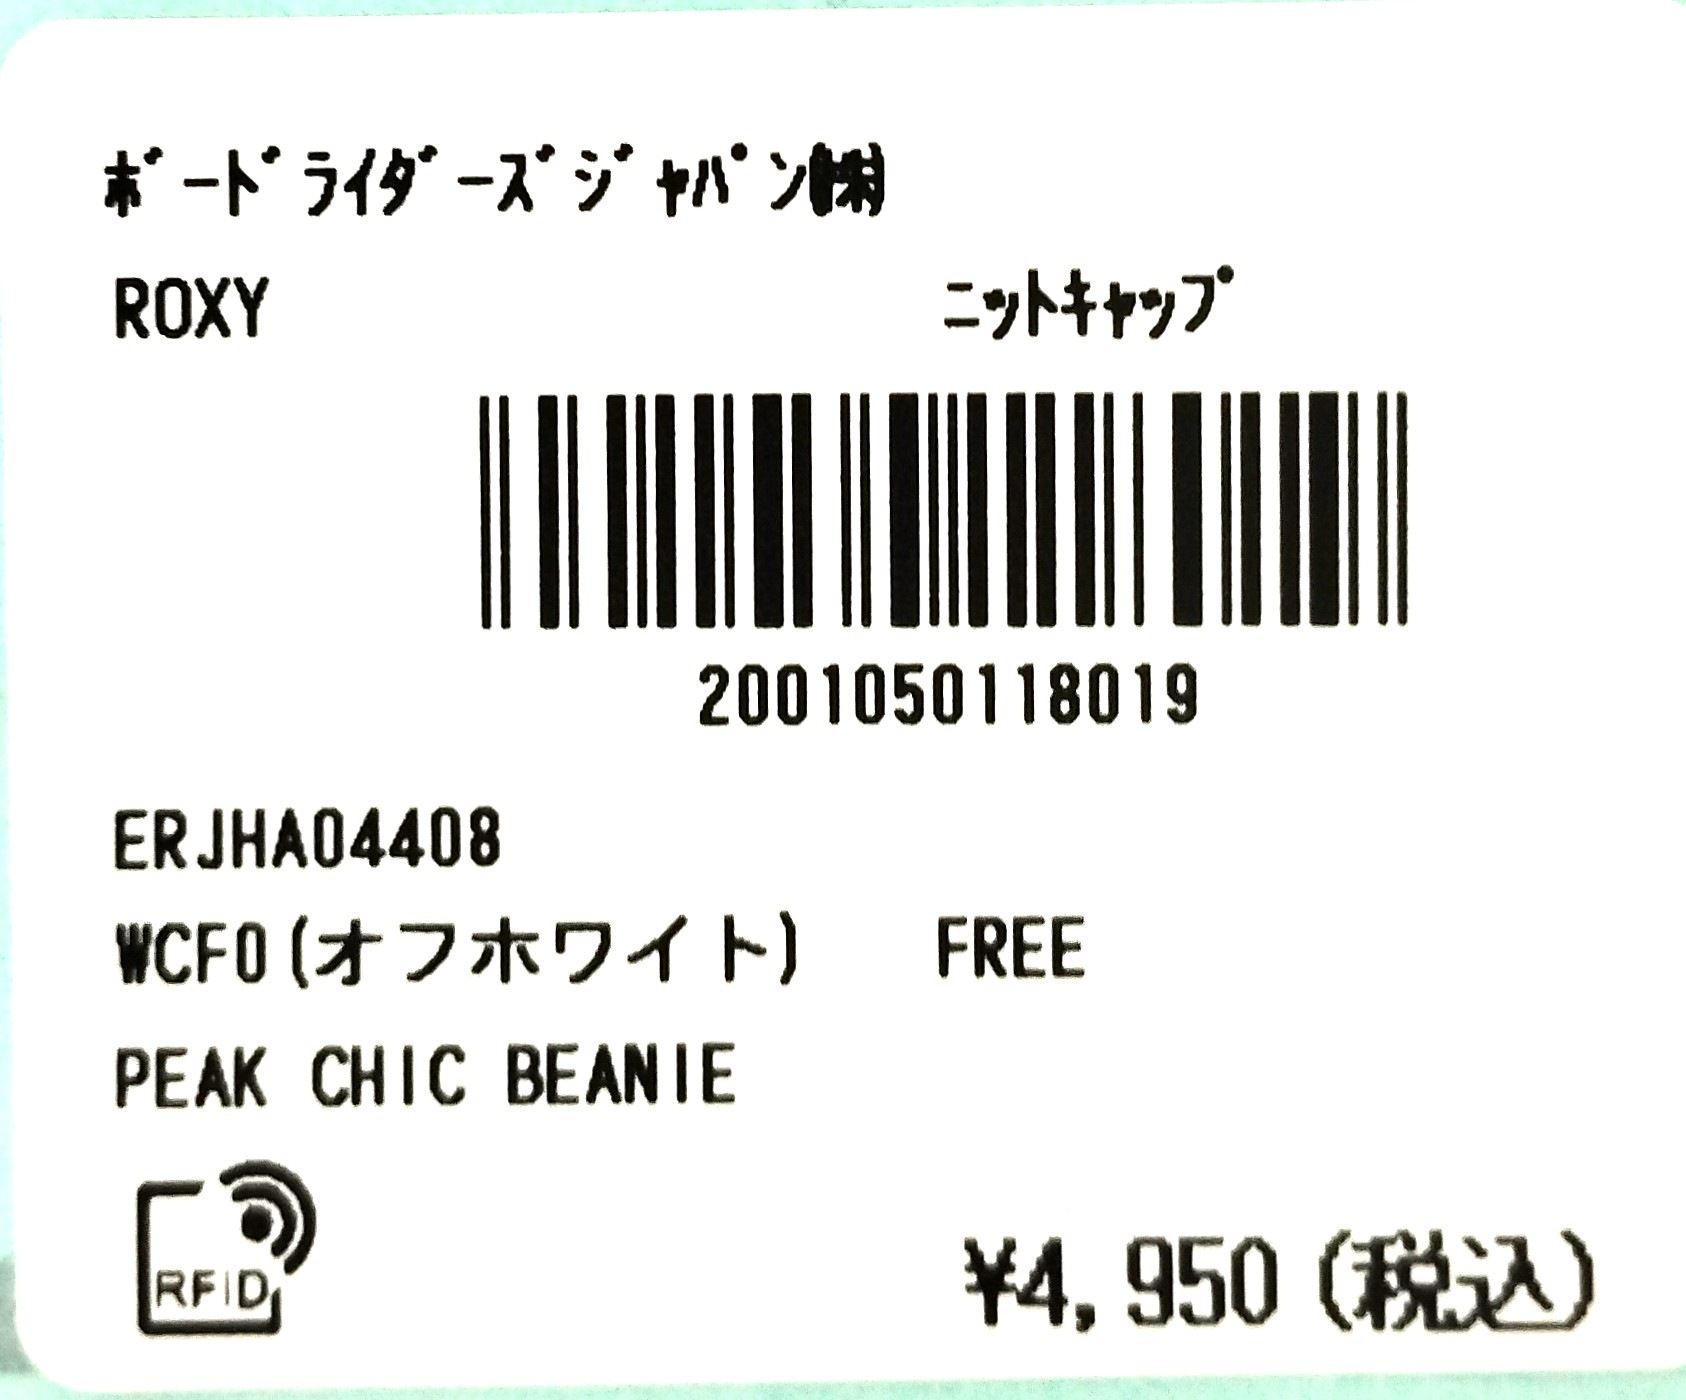 ﾎﾞｰﾄﾞﾗｲﾀﾞｰｽﾞｼﾞｬﾊﾟﾝ㈱
ROXY ﾆｯﾄｷｬｯﾌﾟ
2001050118019
ERJHA04408
WCF0(オフホワイト) FREE
PEAK CHIC BEANIE
RFID
¥4,950(税込)